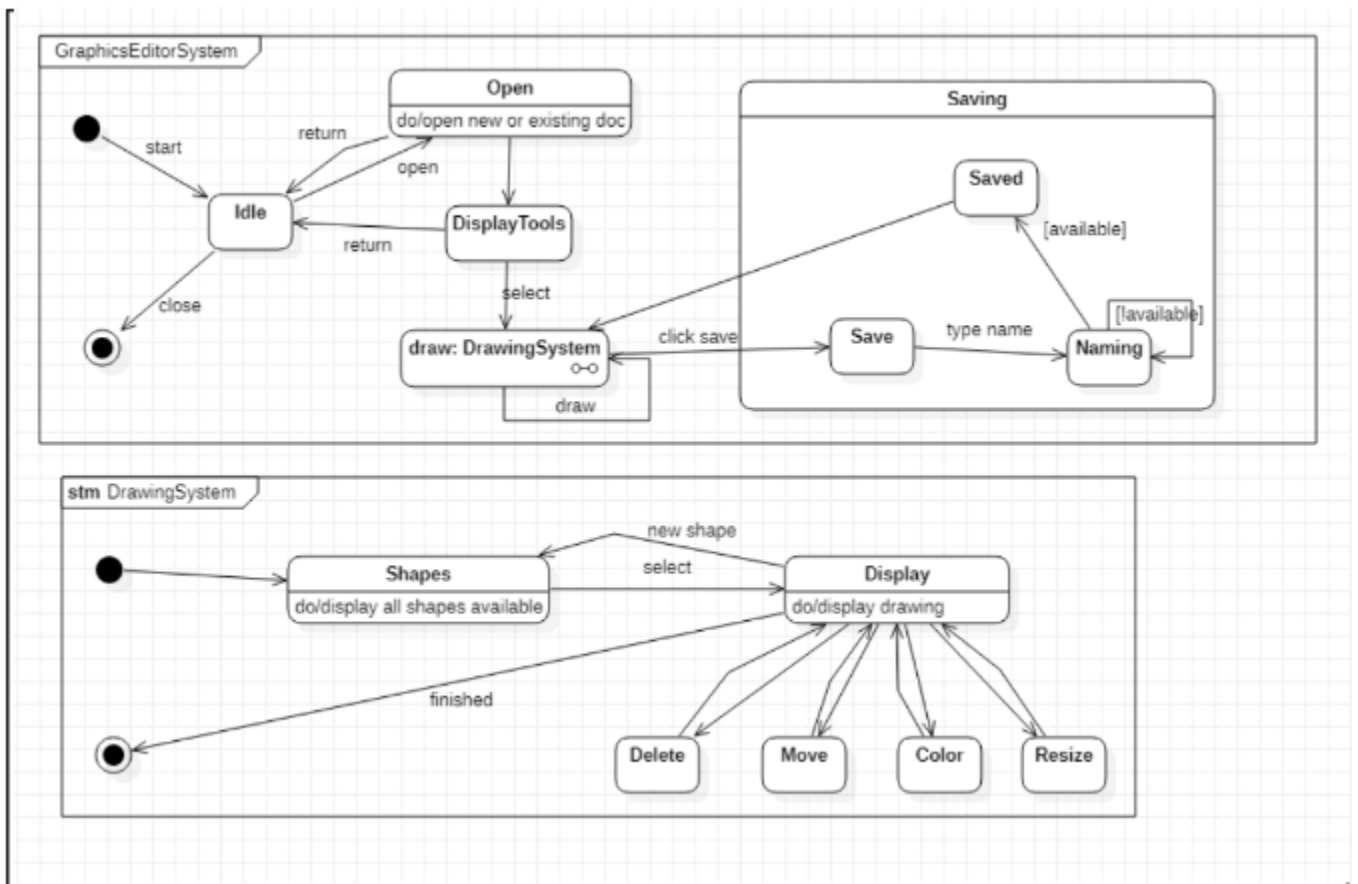 GraphicsEditorSystem
Open
do/open new or existing doc
Saving
return
start
open
Saved
Idle
DisplayTools
[available]
return
select
close
[!available]
click save
type name
Save
draw: DrawingSystem
Naming
draw
stm DrawingSystem
new shape
select
Shapes
Display
do/display all shapes available
do/display drawing
finished
Delete
Move
Color
Resize